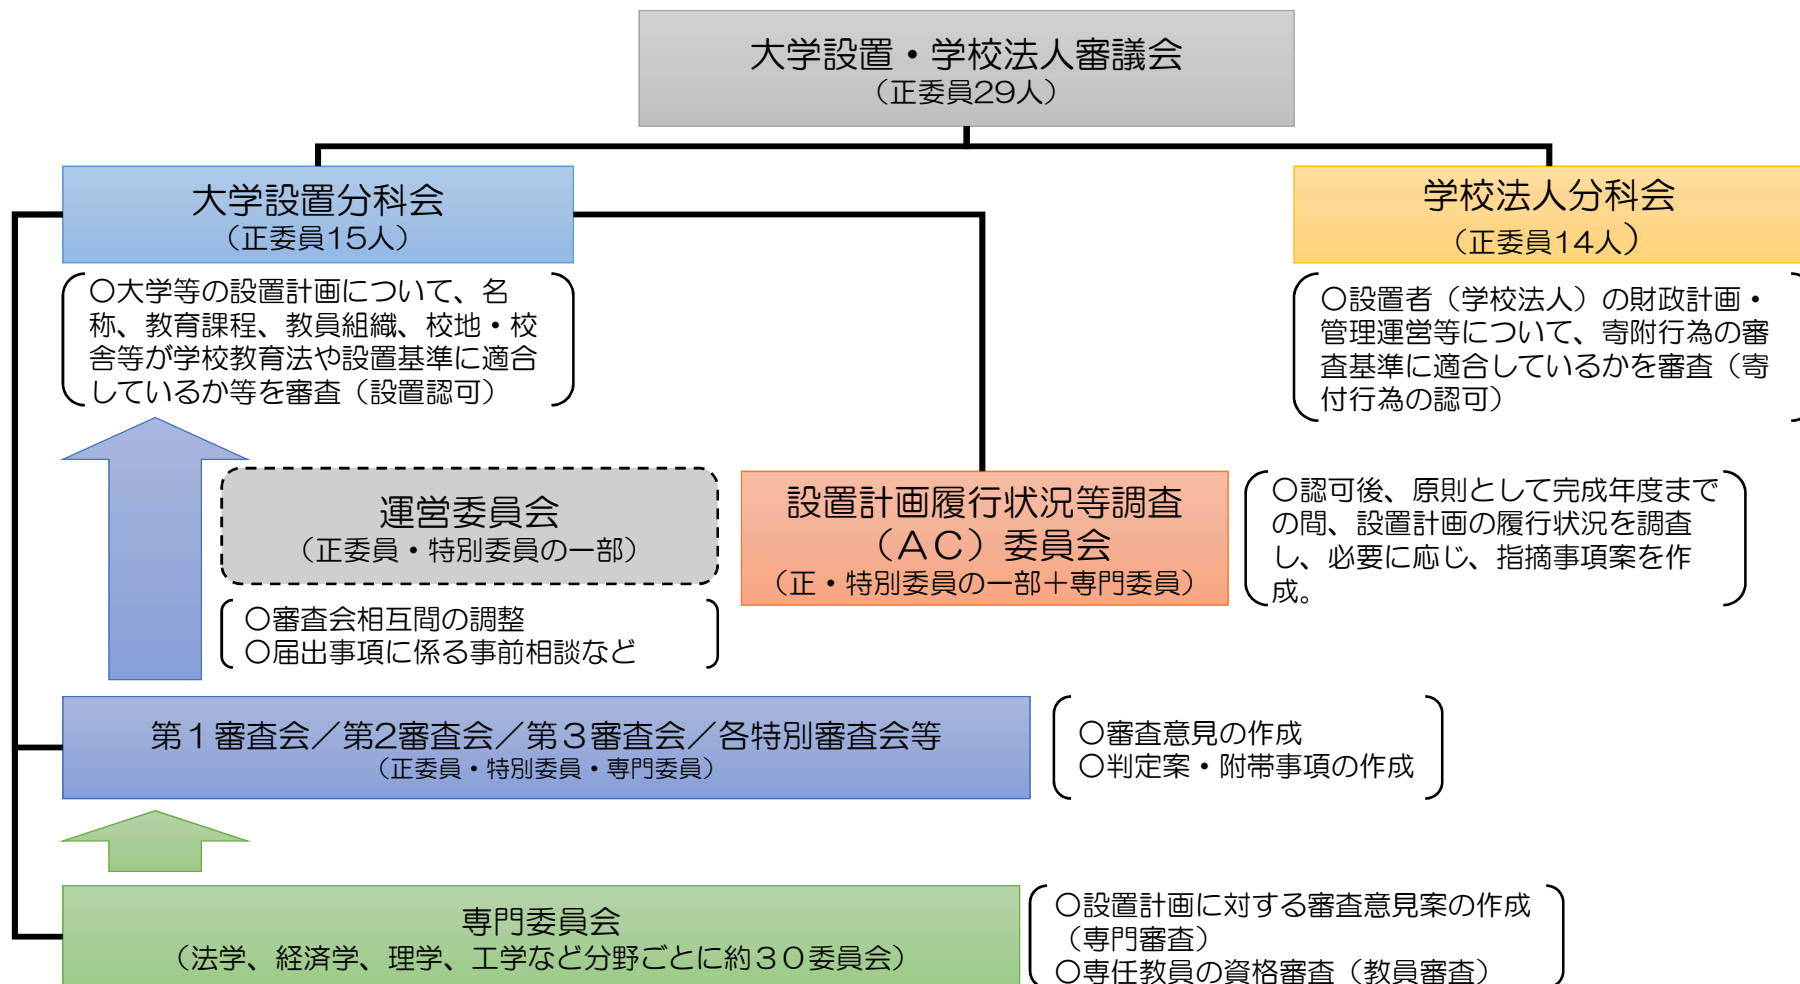 大学設置・学校法人審議会
（正委員29人）
大学設置分科会
（正委員15人）
学校法人分科会
（正委員14人）
〇大学等の設置計画について、名
称、教育課程、教員組織、校地・校
舎等が学校教育法や設置基準に適合
しているか等を審査（設置認可）
〇設置者（学校法人）の財政計画・
管理運営等について、寄附行為の審
査基準に適合しているかを審査（寄
付行為の認可）
運営委員会
（正委員・特別委員の一部）
〇審査会相互間の調整
〇届出事項に係る事前相談など
設置計画履行状況等調査
（ＡＣ）委員会
（正・特別委員の一部＋専門委員）
〇認可後、原則として完成年度まで
の間、設置計画の履行状況を調査
し、必要に応じ、指摘事項案を作
成。
第１審査会／第2審査会／第３審査会／各特別審査会等
（正委員・特別委員・専門委員）
〇審査意見の作成
〇判定案・附帯事項の作成
専門委員会
（法学、経済学、理学、工学など分野ごとに約３０委員会）
〇設置計画に対する審査意見案の作成
（専門審査）
〇専任教員の資格審査（教員審査）